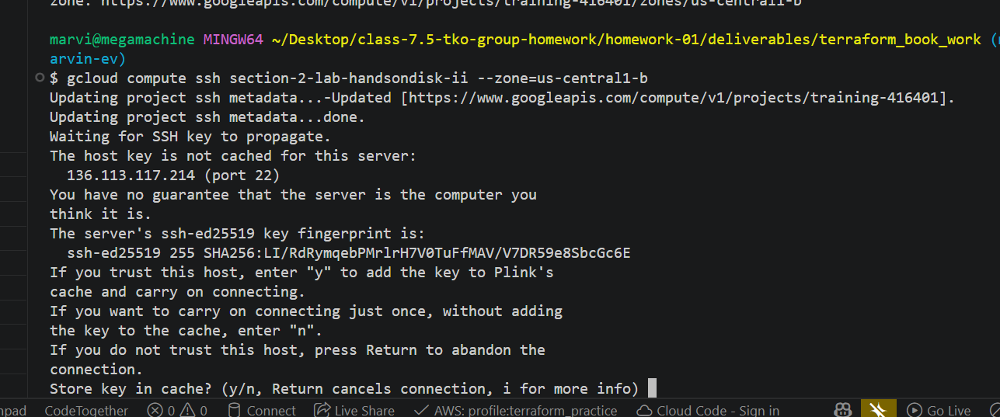 zone: https://www.googleapis.com/compute/v1/projects/training-416401/zones/us-central1-b
marvi@megamachine MINGW64 ~/Desktop/class-7.5-tko-group-homework/homework-01/deliverables/terraform_book_work (m
arvin-ev)
$ gcloud compute ssh section-2-lab-handsondisk-ii --zone=us-central1-b
Updating project ssh metadata...-Updated [https://www.googleapis.com/compute/v1/projects/training-416401].
Updating project ssh metadata...done.
Waiting for SSH key to propagate.
The host key is not cached for this server:
136.113.117.214 (port 22)
You have no guarantee that the server is the computer you
think it is.
The server's ssh-ed25519 key fingerprint is:
ssh-ed25519 255 SHA256:LI/RdRymqebPMrlrH7V0TuFfMAV/V7DR59e8SbcGc6E
If you trust this host, enter "y" to add the key to Plink's
cache and carry on connecting.
If you want to carry on connecting just once, without adding
the key to the cache, enter "n".
If you do not trust this host, press Return to abandon the
connection.
Store key in cache? (y/n, Return cancels connection, i for more info)
npad CodeTogether 0 0 Connect Live Share AWS: profile:terraform_practice Cloud Code - Sign in Go Live